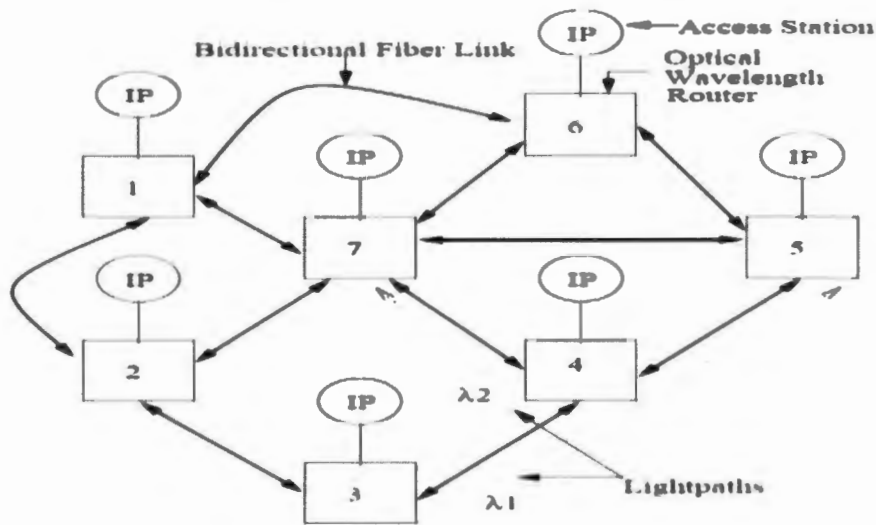 IP
Access Station
Bidirectional Fiber Link
Optical
Wavelength
Router
IP
6
IP
IP
1
7
5
IP
IP
2
4
IP
λ2
3
λ1
Lightpaths